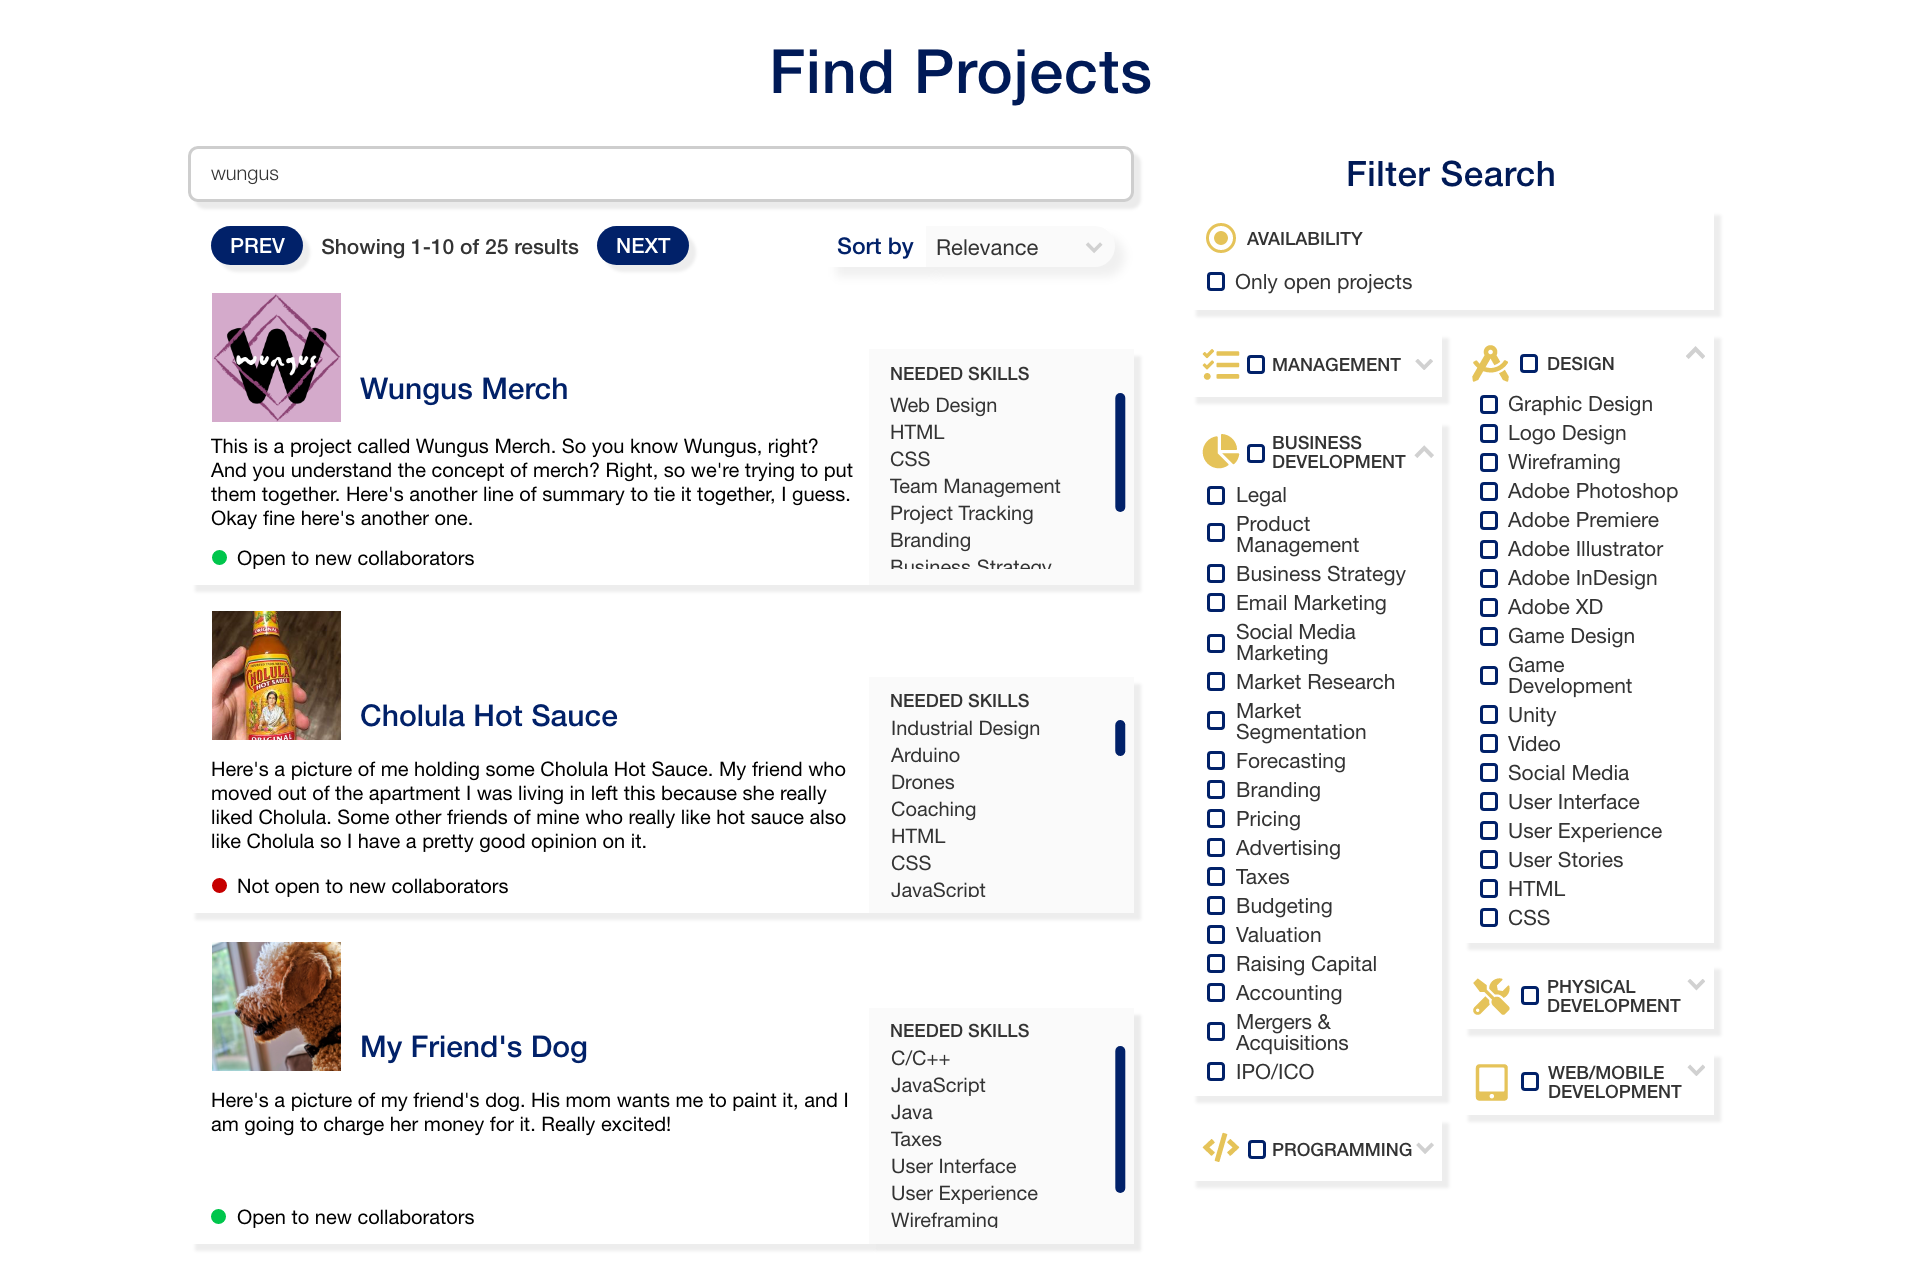 Find Projects
wungus
PREV
Showing 1-10 of 25 results
NEXT
Sort by
Relevance
wungus
Wungus Merch
This is a project called Wungus Merch. So you know Wungus, right?
And you understand the concept of merch? Right, so we're trying to put
them together. Here's another line of summary to tie it together, I guess.
Okay fine here's another one.
Open to new collaborators
NEEDED SKILLS
Web Design
HTML
CSS
Team Management
Project Tracking
Branding
Business Strategy
CHOLULA
HOT SAUCE
ORIGINAL
Cholula Hot Sauce
Here's a picture of me holding some Cholula Hot Sauce. My friend who
moved out of the apartment I was living in left this because she really
liked Cholula. Some other friends of mine who really like hot sauce also
like Cholula so I have a pretty good opinion on it.
Not open to new collaborators
NEEDED SKILLS
Industrial Design
Arduino
Drones
Coaching
HTML
CSS
JavaScript
My Friend's Dog
Here's a picture of my friend's dog. His mom wants me to paint it, and I
am going to charge her money for it. Really excited!
Open to new collaborators
NEEDED SKILLS
C/C++
JavaScript
Java
Taxes
User Interface
User Experience
Wireframing
Filter Search
AVAILABILITY
Only open projects
MANAGEMENT
BUSINESS
DEVELOPMENT
Legal
Product
Management
Business Strategy
Email Marketing
Social Media
Marketing
Market Research
Market
Segmentation
Forecasting
Branding
Pricing
Advertising
Taxes
Budgeting
Valuation
Raising Capital
Accounting
Mergers &
Acquisitions
IPO/ICO
PROGRAMMING
DESIGN
Graphic Design
Logo Design
Wireframing
Adobe Photoshop
Adobe Premiere
Adobe Illustrator
Adobe InDesign
Adobe XD
Game Design
Game
Development
Unity
Video
Social Media
User Interface
User Experience
User Stories
HTML
CSS
PHYSICAL
DEVELOPMENT
WEB/MOBILE
DEVELOPMENT